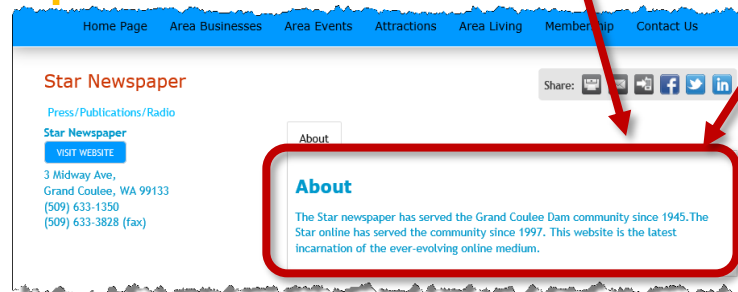 Home Page Area Businesses Area Events Attractions Area Living Membership Contact Us
Star Newspaper
Share:
Press/Publications/Radio
Star Newspaper
VISIT WEBSITE
3 Midway Ave,
Grand Coulee, WA 99133
(509) 633-1350
(509) 633-3828 (fax)
About
About
The Star newspaper has served the Grand Coulee Dam community since 1945.The
Star online has served the community since 1997. This website is the latest
incarnation of the ever-evolving online medium.